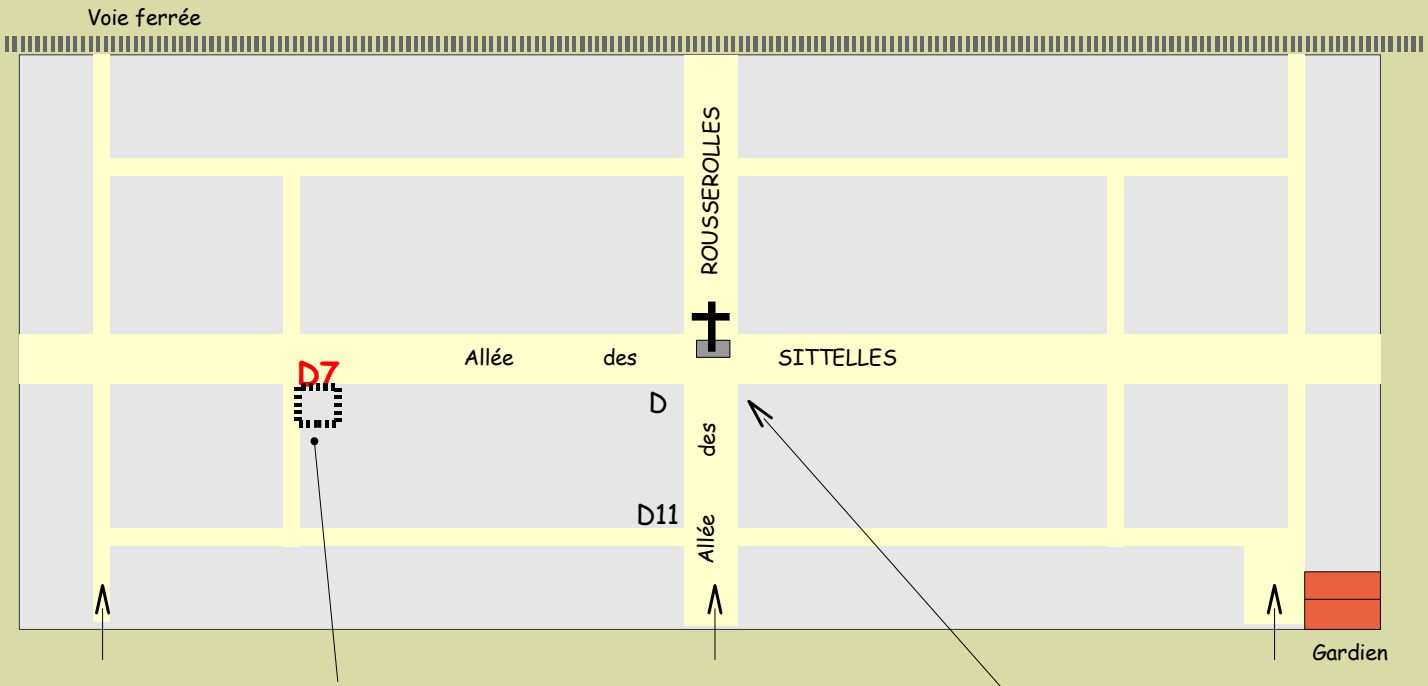 Voie ferrée
Allée des ROUSSEROLLES
Allée des SITTELLES
D7
D
D11
Gardien